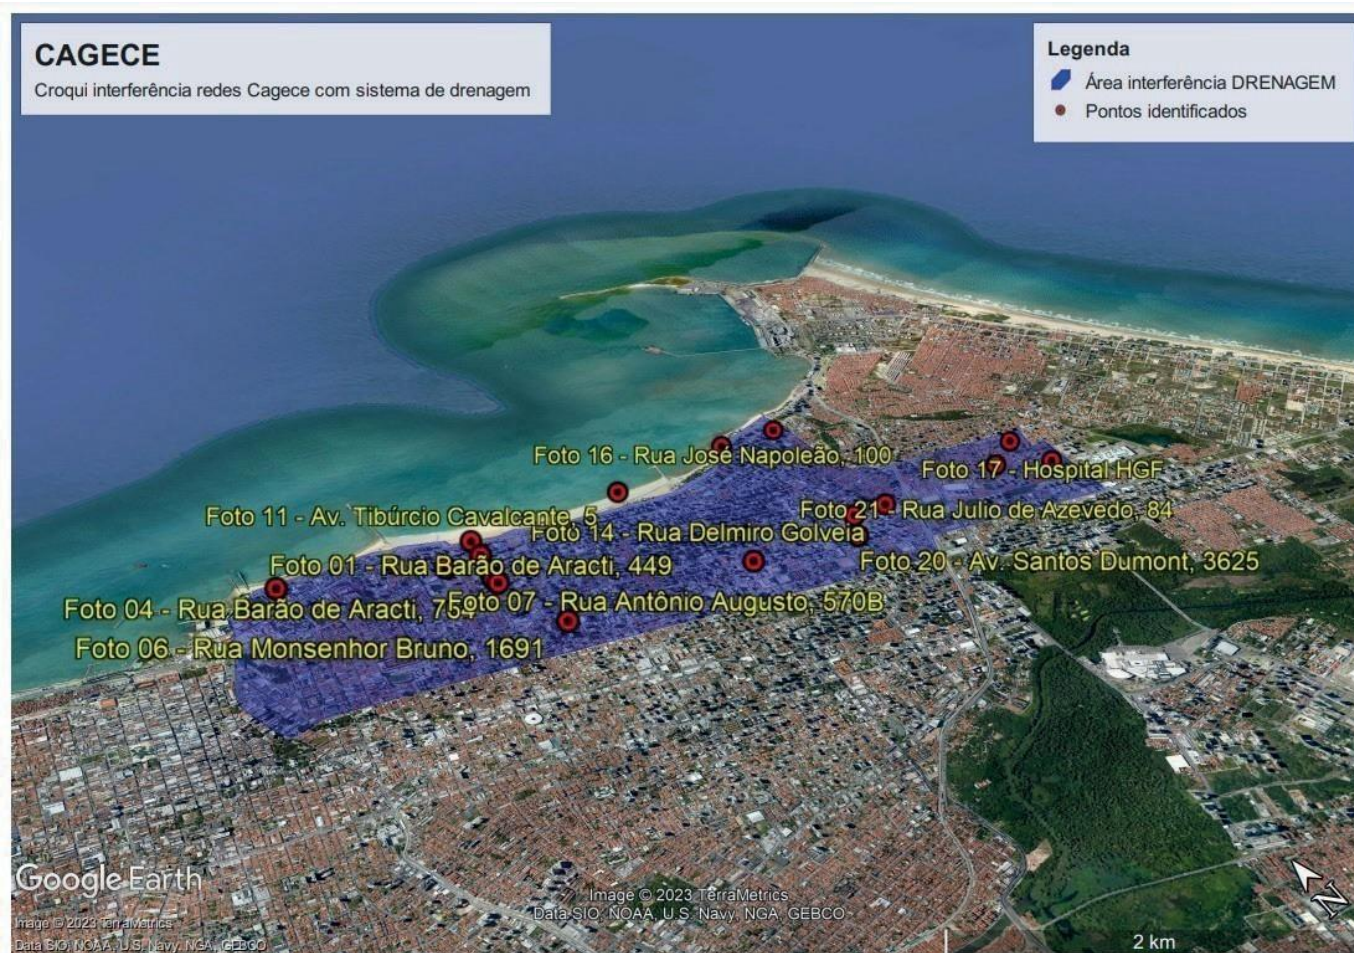 CAGECE
Croqui interferência redes Cagece com sistema de drenagem
Legenda
Área interferência DRENAGEM
Pontos identificados
Foto 16 - Rua José Napoleão, 100
Foto 17 - Hospital HGF
Foto 11 - Av. Tibúrcio Cavalcante, 5
Foto 21 - Rua Julio de Azevedo, 84
Foto 14 - Rua Delmiro Golveia
Foto 01 - Rua Barão de Aracti, 449
Foto 20 - Av. Santos Dumont, 3625
Foto 04 - Rua Barão de Aracti, 754
Foto 07 - Rua Antônio Augusto, 570B
Foto 06 - Rua Monsenhor Bruno, 1691
Google Earth
Image © 2023 TerraMetrics
Data SIO, NOAA, U.S. Navy, NGA, GEBCO
Image © 2023 TerraMetrics
Data SIO, NOAA, U.S. Navy, NGA, GEBCO
N
2 km